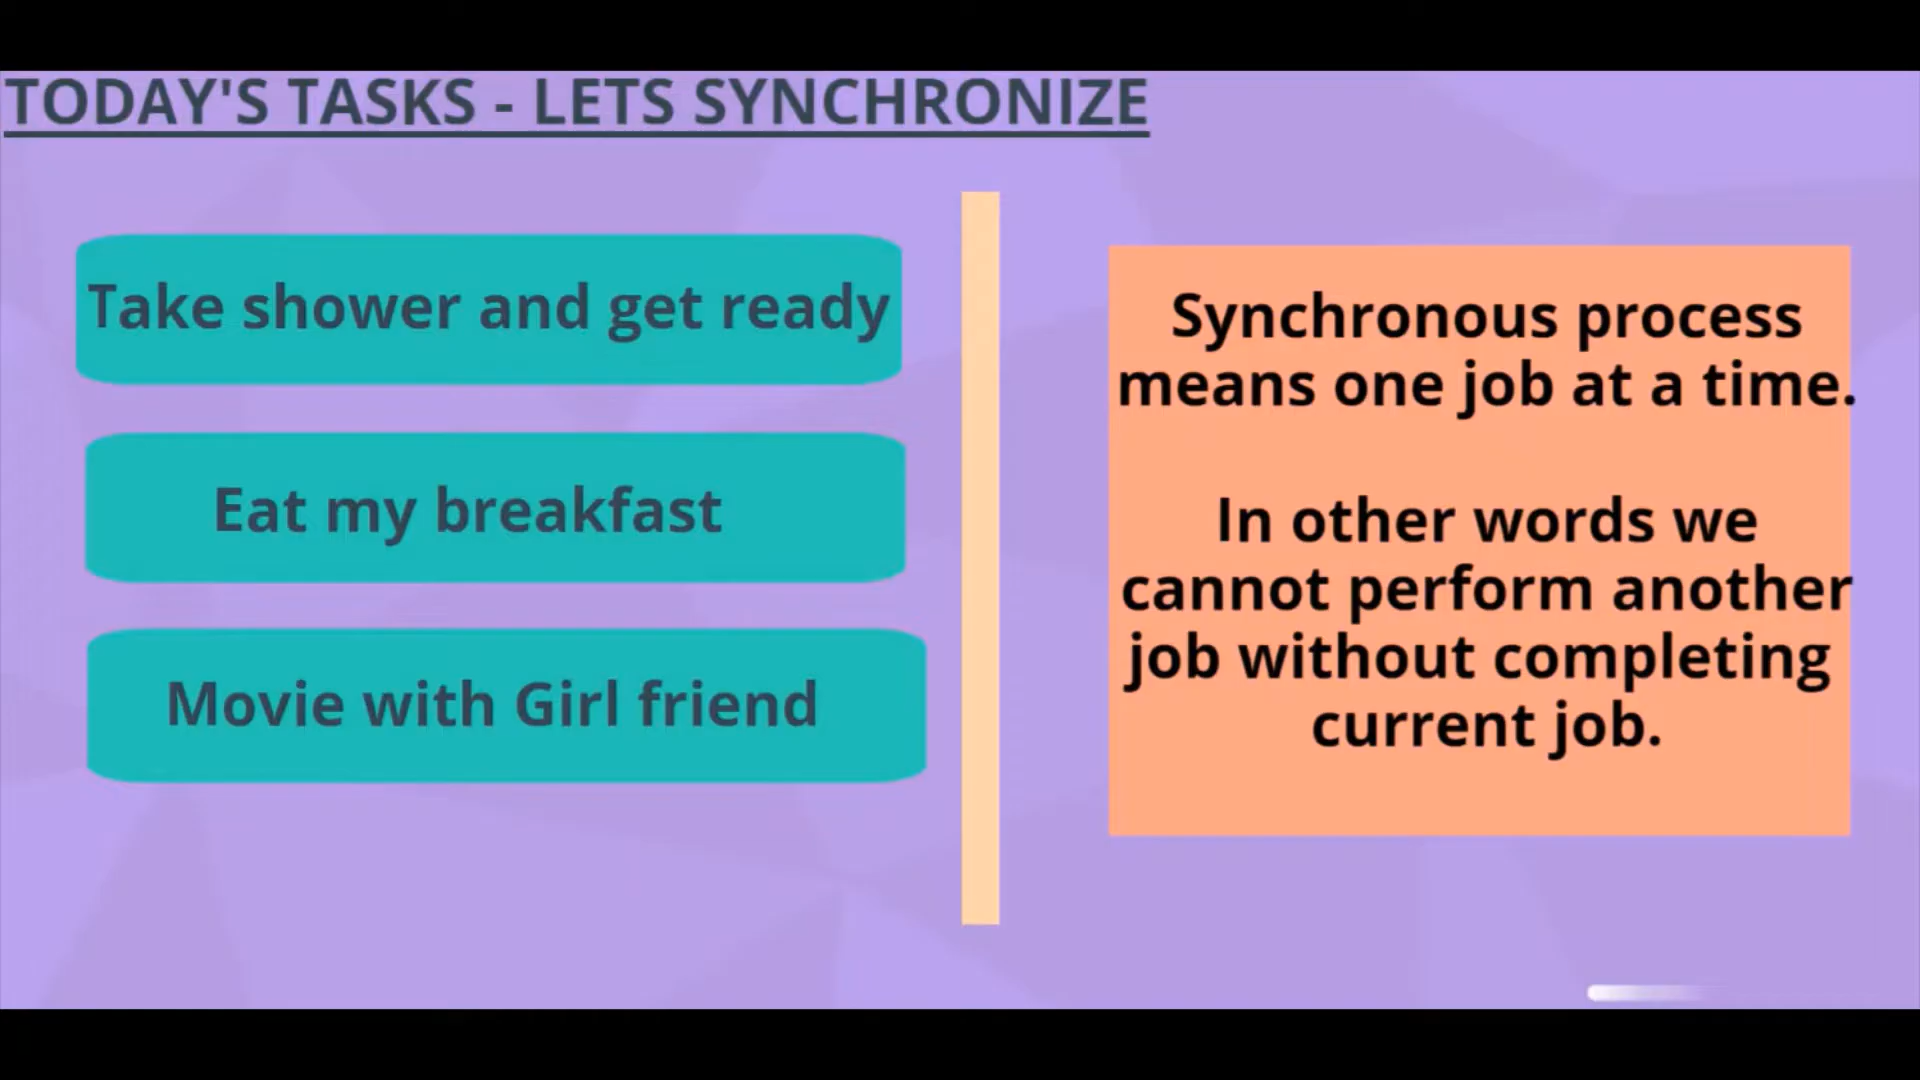 TODAY'S TASKS - LETS SYNCHRONIZE
Take shower and get ready
Eat my breakfast
Movie with Girl friend
Synchronous process
means one job at a time.
In other words we
cannot perform another
job without completing
current job.